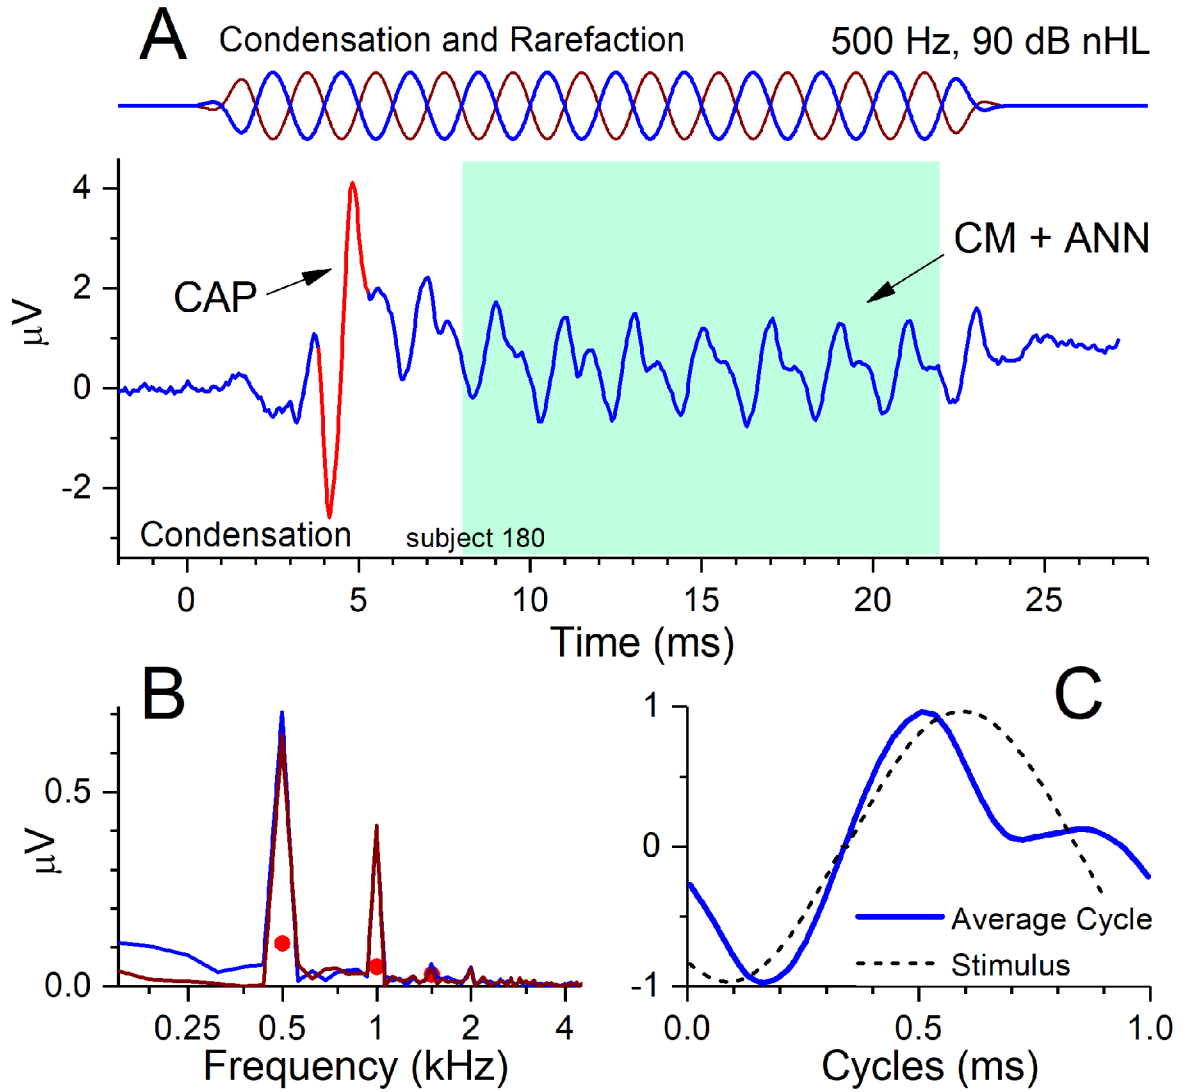 A
Condensation and Rarefaction
500 Hz, 90 dB nHL
4
2
0
-2
μV
CAP
CM + ANN
Condensation
subject 180
0 5 10 15 20 25
Time (ms)
B
0.5
0.0
μV
0.25 0.5 1 2 4
Frequency (kHz)
C
1
0
-1
Average Cycle
Stimulus
0.0 0.5 1.0
Cycles (ms)